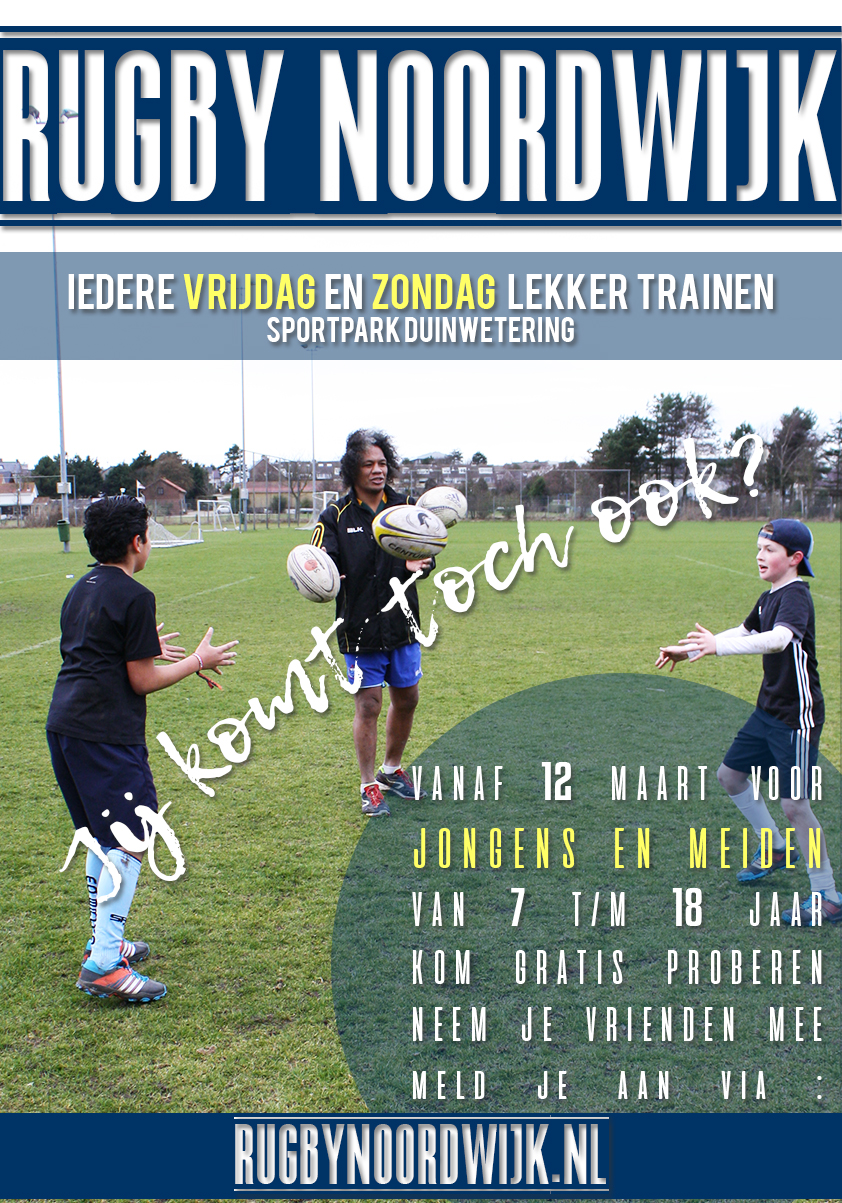 RUGBY NOORDWIJK
IEDERE VRIJDAG EN ZONDAG LEKKER TRAINEN
SPORTPARK DUINWETERING
Jij komt toch ook?
BLK
CENTU
VANAF 12 MAART VOOR
JONGENS EN MEIDEN
VAN 7 T/M 18 JAAR
KOM GRATIS PROBEREN
NEEM JE VRIENDEN MEE
MELD JE AAN VIA :
RUGBYNOORDWIJK.NL